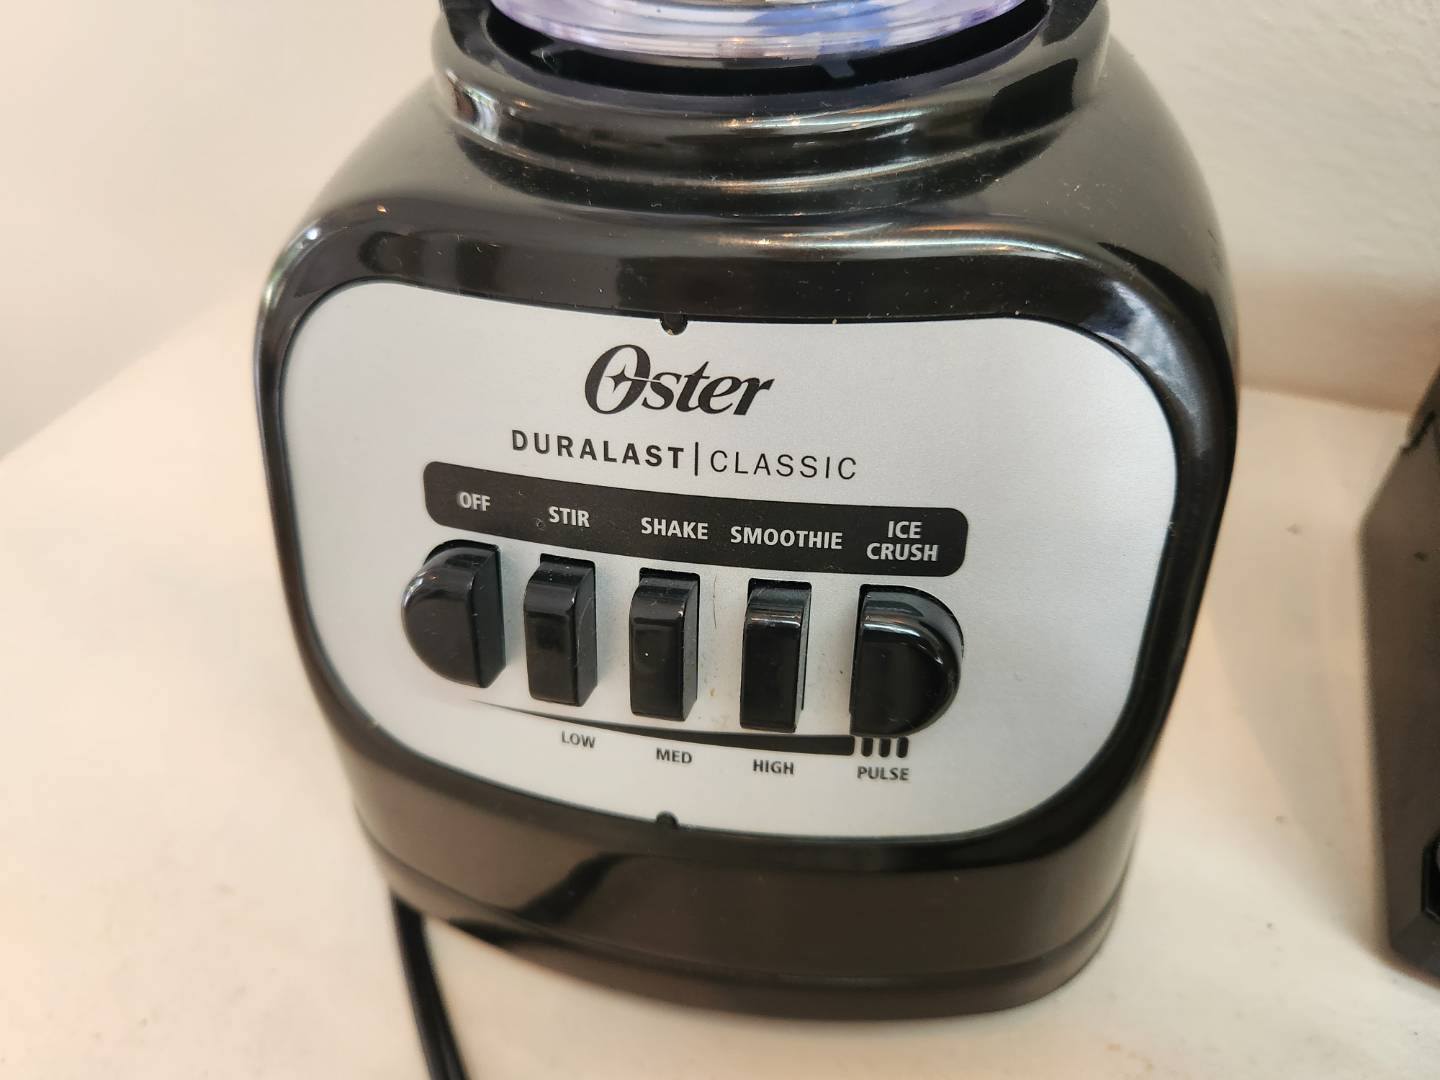 Oster
DURALAST|CLASSIC
OFF STIR SHAKE SMOOTHIE ICE CRUSH
LOW MED HIGH PULSE